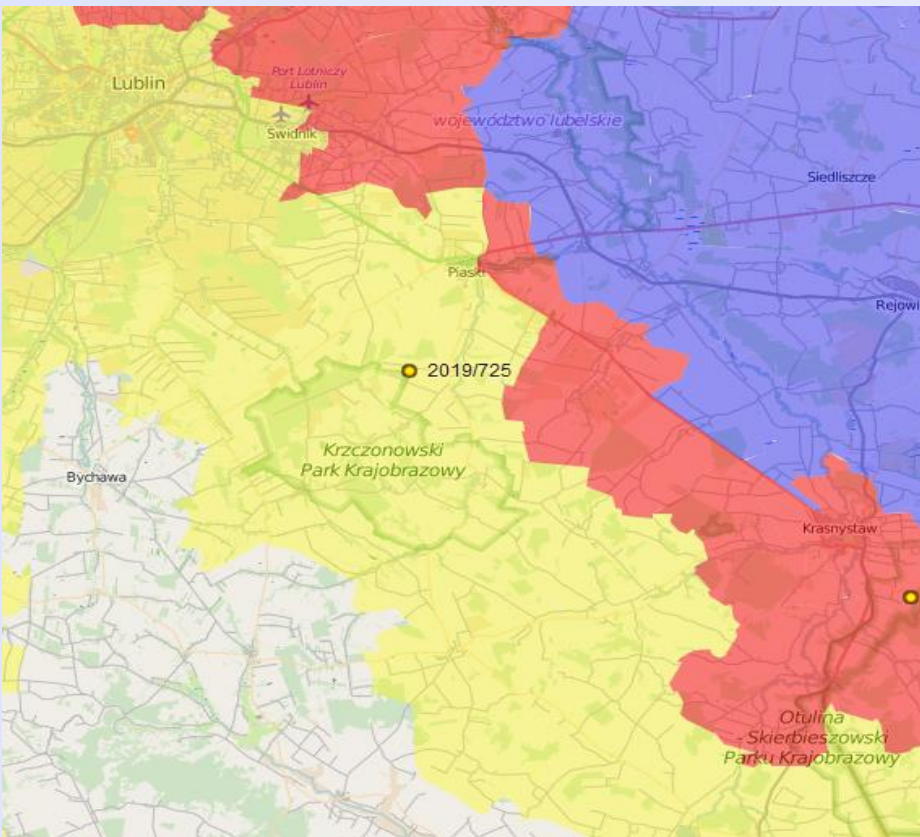 Port Lotniczy
Lublin
Lublin
Świdnik
województwo lubelskie
Siedliszcze
Piaski
Rejowi
2019/725
Krzczonowski
Park Krajobrazowy
Bychawa
Krasnystaw
Otulina
- Skierbieszowski
Parku Krajobrazowy